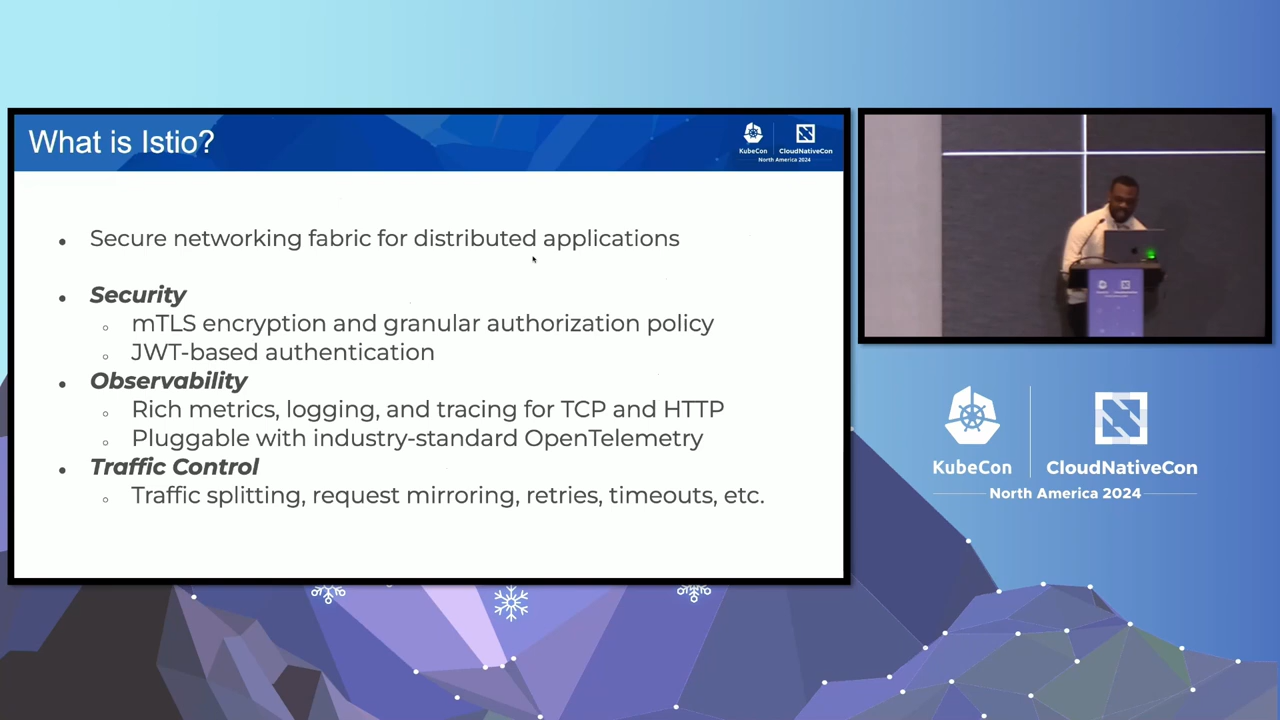 What is Istio?
KubeCon
CloudNativeCon
North America 2024
● Secure networking fabric for distributed applications
● Security
○ mTLS encryption and granular authorization policy
○ JWT-based authentication
● Observability
○ Rich metrics, logging, and tracing for TCP and HTTP
○ Pluggable with industry-standard OpenTelemetry
● Traffic Control
○ Traffic splitting, request mirroring, retries, timeouts, etc.
KubeCon
CloudNativeCon
North America 2024